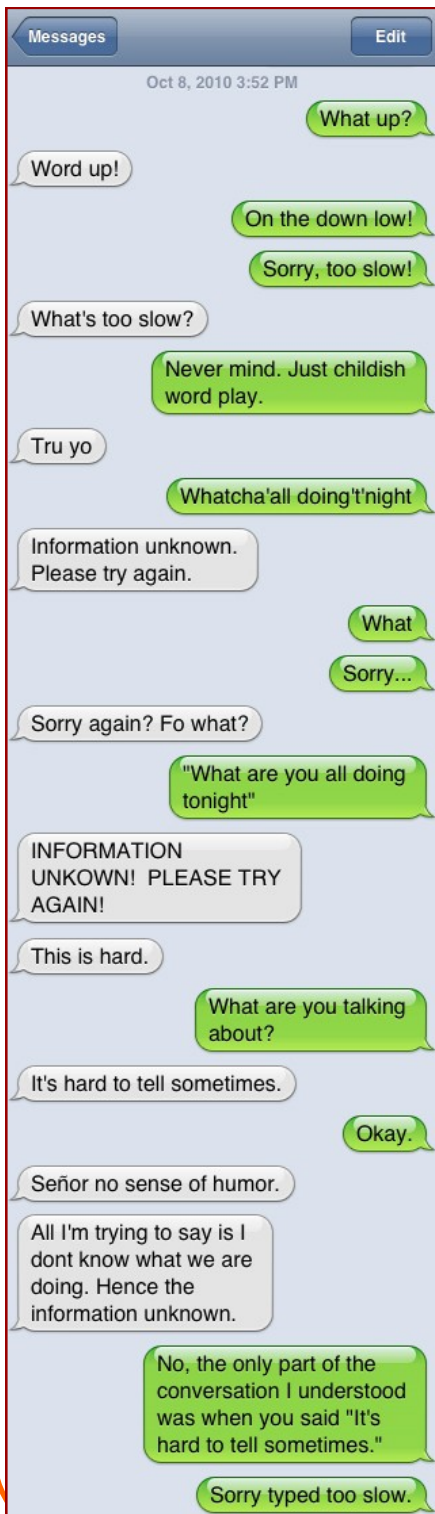 Messages
Edit
Oct 8, 2010 3:52 PM
What up?
Word up!
On the down low!
Sorry, too slow!
What's too slow?
Never mind. Just childish
word play.
Tru yo
Whatcha'all doing't'night
Information unknown.
Please try again.
What
Sorry...
Sorry again? Fo what?
"What are you all doing
tonight"
INFORMATION
UNKOWN!  PLEASE TRY
AGAIN!
This is hard.
What are you talking
about?
It's hard to tell sometimes.
Okay.
Señor no sense of humor.
All I'm trying to say is I
dont know what we are
doing. Hence the
information unknown.
No, the only part of the
conversation I understood
was when you said "It's
hard to tell sometimes."
Sorry typed too slow.